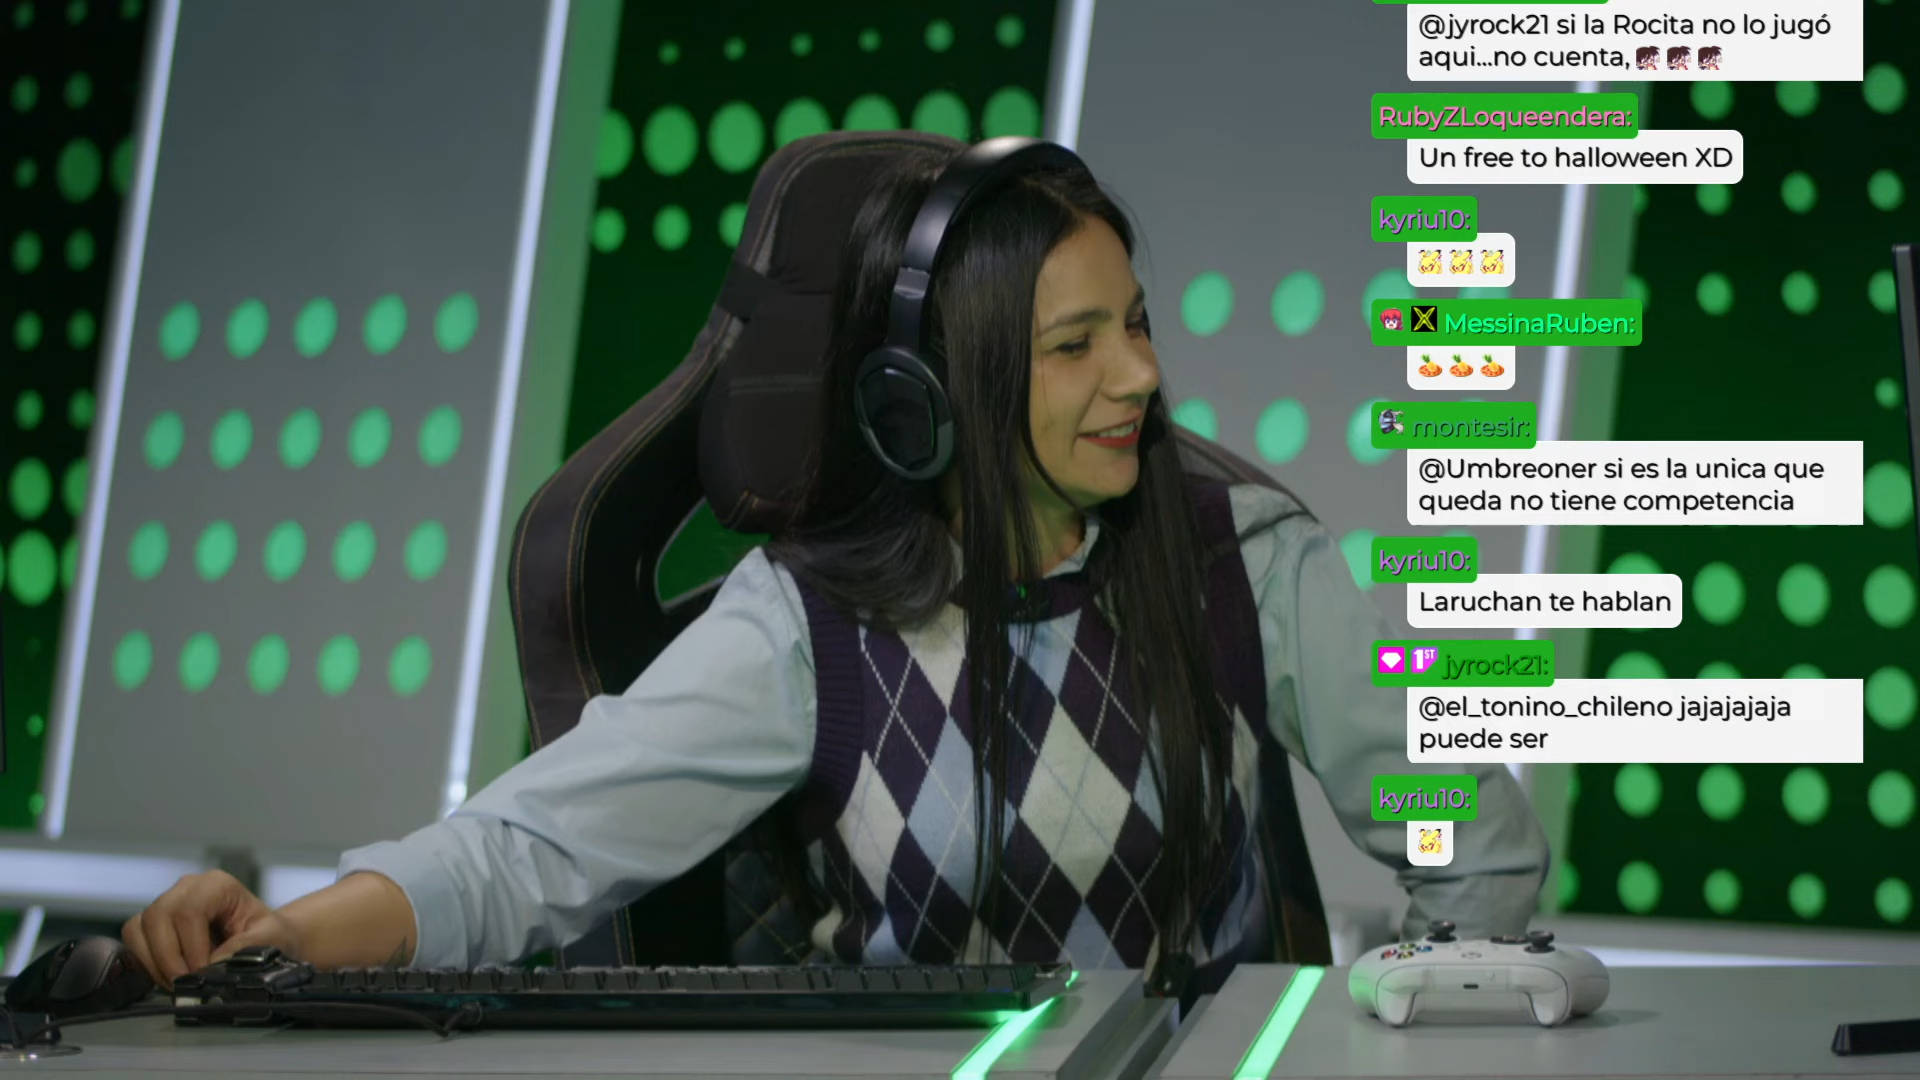 @jyrock21 si la Rocita no lo jugó
aqui...no cuenta,
RubyZLoqueendera:
Un free to halloween XD
kyriu10:
MessinaRuben:
montesir:
@Umbreoner si es la unica que
queda no tiene competencia
kyriu10:
Laruchan te hablan
1ST jyrock21:
@el_tonino_chileno jajajajaja
puede ser
kyriu10: